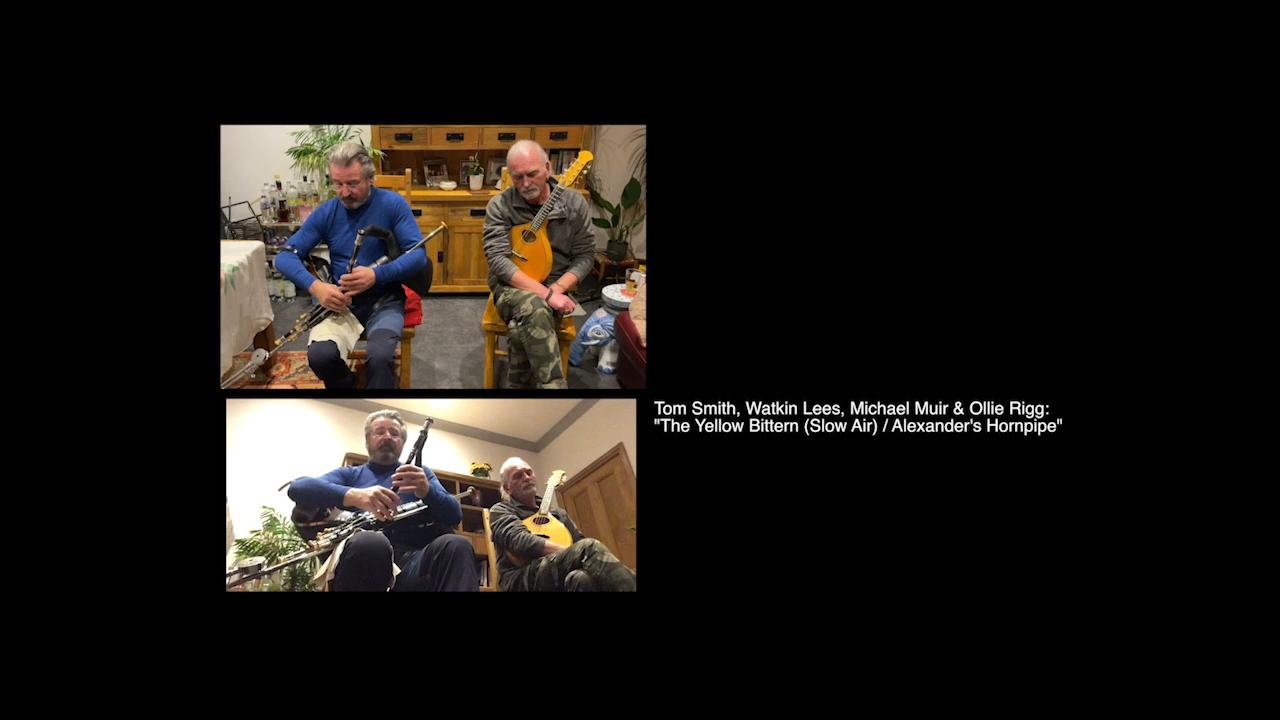 Tom Smith, Watkin Lees, Michael Muir & Ollie Rigg:
"The Yellow Bittern (Slow Air) / Alexander's Hornpipe"